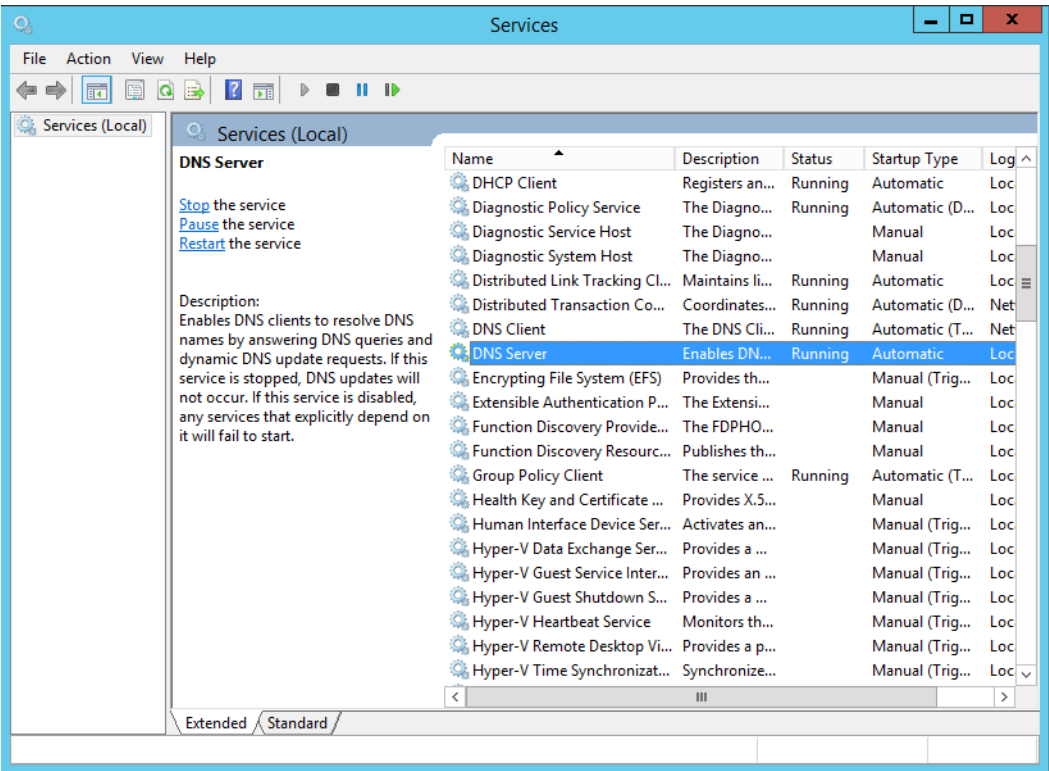 Services
File Action View Help
Services (Local)
Services (Local)
DNS Server
Stop the service
Pause the service
Restart the service
Description:
Enables DNS clients to resolve DNS
names by answering DNS queries and
dynamic DNS update requests. If this
service is stopped, DNS updates will
not occur. If this service is disabled,
any services that explicitly depend on
it will fail to start.
Name Description Status Startup Type Log
DHCP Client Registers an... Running Automatic Loc
Diagnostic Policy Service The Diagno... Running Automatic (D... Loc
Diagnostic Service Host The Diagno... Manual Loc
Diagnostic System Host The Diagno... Manual Loc
Distributed Link Tracking Cl... Maintains li... Running Automatic Loc
Distributed Transaction Co... Coordinates... Running Automatic (D... Net
DNS Client The DNS Cli... Running Automatic (T... Net
DNS Server Enables DN... Running Automatic Loc
Encrypting File System (EFS) Provides th... Manual (Trig... Loc
Extensible Authentication P... The Extensi... Manual Loc
Function Discovery Provide... The FDPHO... Manual Loc
Function Discovery Resourc... Publishes th... Manual Loc
Group Policy Client The service ... Running Automatic (T... Loc
Health Key and Certificate ... Provides X.5... Manual Loc
Human Interface Device Ser... Activates an... Manual (Trig... Loc
Hyper-V Data Exchange Ser... Provides a ... Manual (Trig... Loc
Hyper-V Guest Service Inter... Provides an ... Manual (Trig... Loc
Hyper-V Guest Shutdown S... Provides a ... Manual (Trig... Loc
Hyper-V Heartbeat Service Monitors th... Manual (Trig... Loc
Hyper-V Remote Desktop Vi... Provides a p... Manual (Trig... Loc
Hyper-V Time Synchronizat... Synchronize... Manual (Trig... Loc
Extended Standard